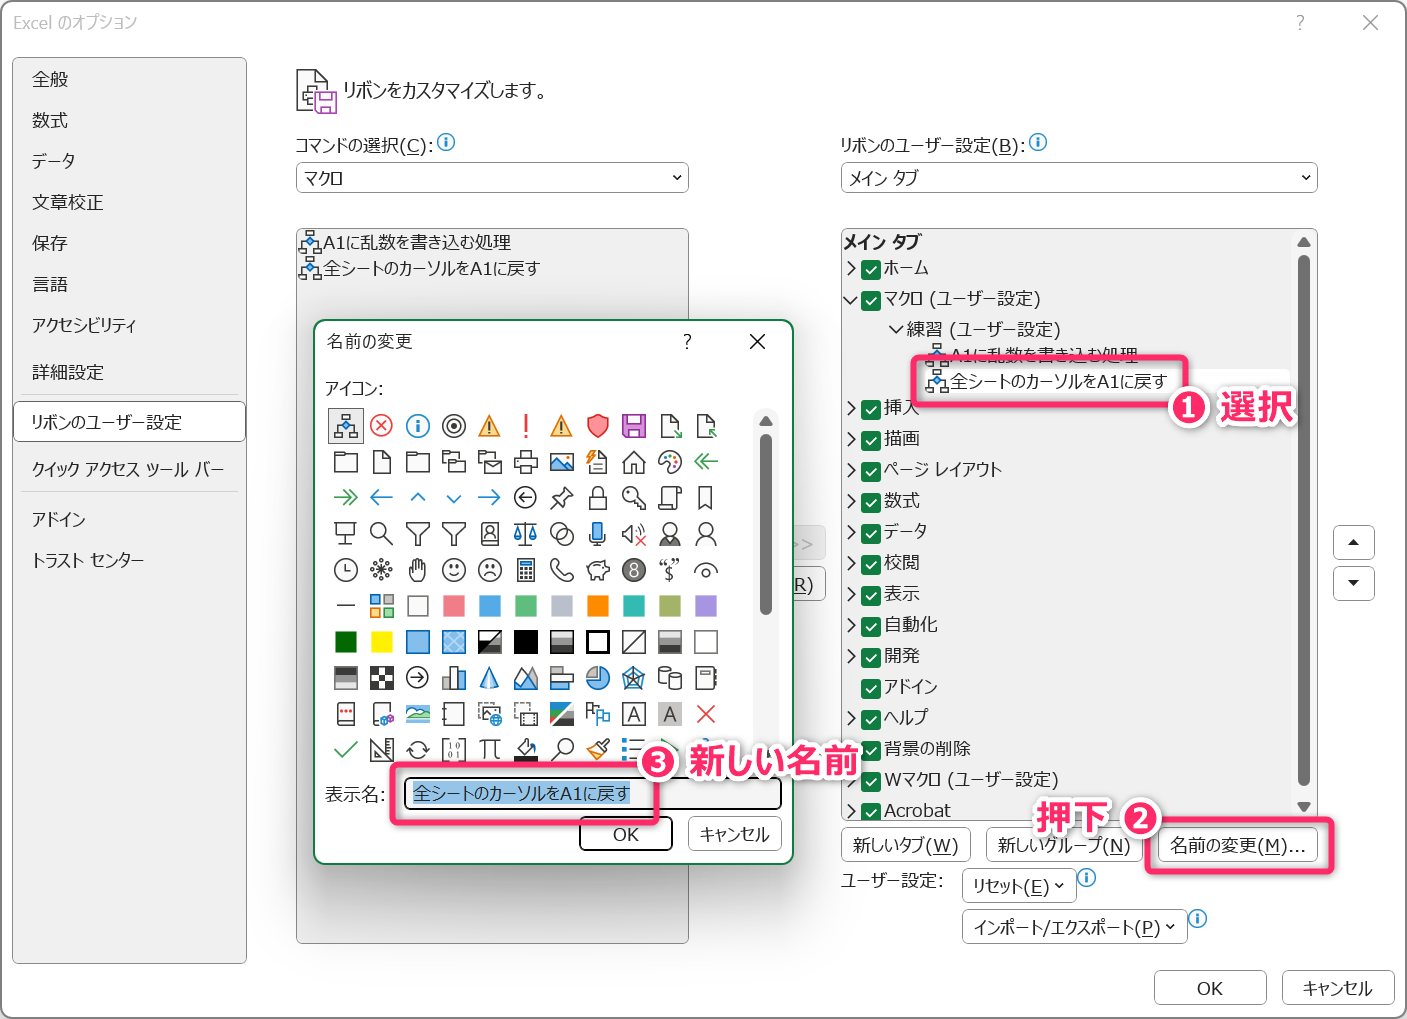 Excel のオプション
?
全般
数式
データ
文章校正
保存
言語
アクセシビリティ
詳細設定
リボンのユーザー設定
クイック アクセス ツール バー
アドイン
トラスト センター
リボンをカスタマイズします。
コマンドの選択(C):
マクロ
A1に乱数を書き込む処理
全シートのカーソルをA1に戻す
>>
R)
リボンのユーザー設定(B):
メイン タブ
メイン タブ
ホーム
マクロ (ユーザー設定)
練習 (ユーザー設定)
A1に乱数を書き込む処理
全シートのカーソルをA1に戻す
1 選択
挿入
描画
ページ レイアウト
数式
データ
校閲
表示
自動化
開発
アドイン
ヘルプ
背景の削除
Wマクロ (ユーザー設定)
Acrobat
押下 2
新しいタブ(W)
新しいグループ(N)
名前の変更(M)...
ユーザー設定:
リセット(E)
インポート/エクスポート(P)
OK
キャンセル
名前の変更
?
アイコン:
3 新しい名前
表示名:
全シートのカーソルをA1に戻す
OK
キャンセル